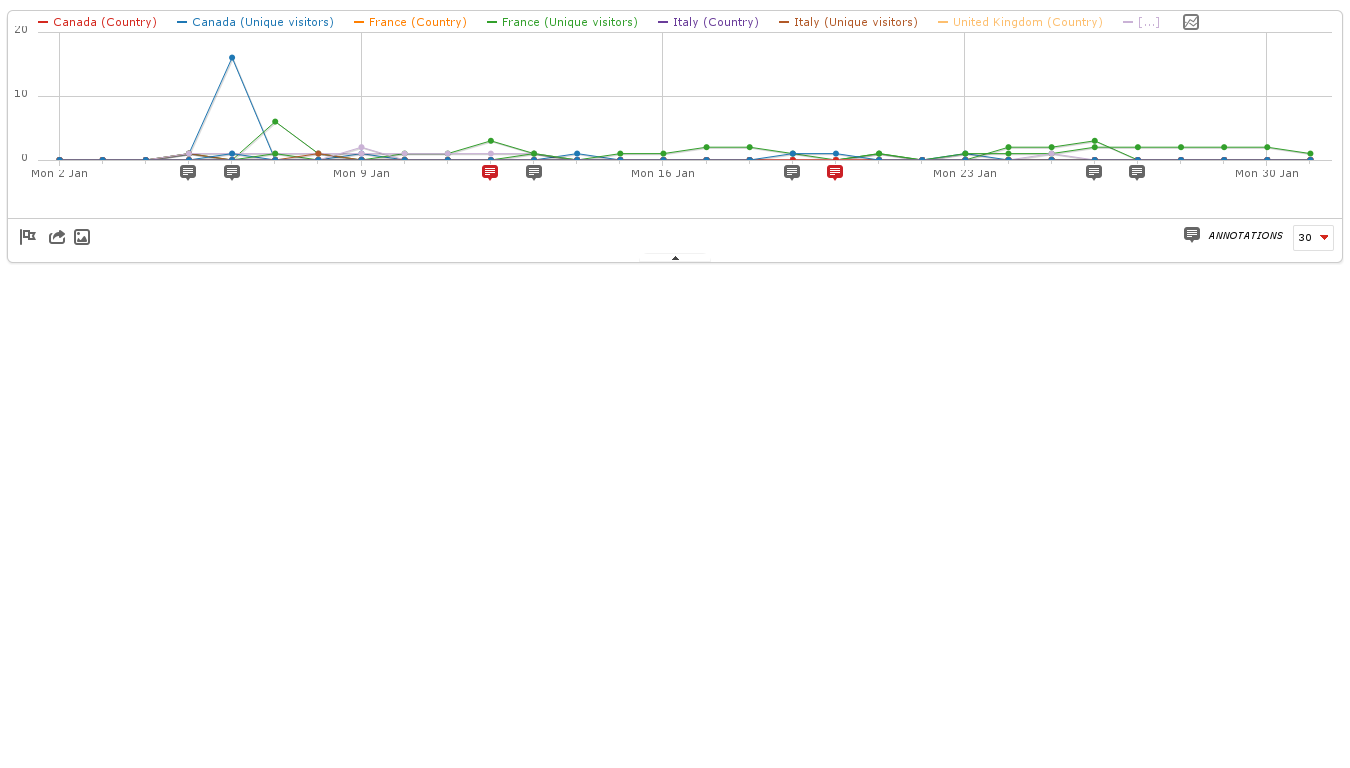 Canada (Country) Canada (Unique visitors) France (Country) France (Unique visitors) Italy (Country) Italy (Unique visitors) United Kingdom (Country) [...]
20
10
0
Mon 2 Jan Mon 9 Jan Mon 16 Jan Mon 23 Jan Mon 30 Jan
ANNOTATIONS 30